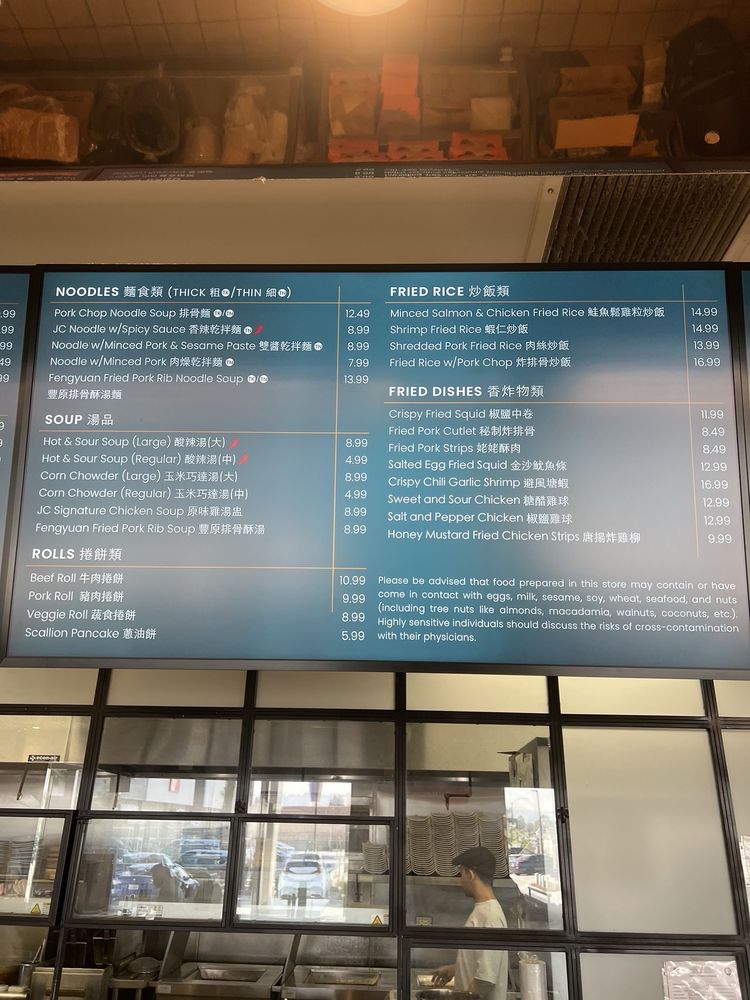 .99
.99
.49
.99
.99
NOODLES 麵食類 (THICK 粗/THIN 細)
Pork Chop Noodle Soup 排骨麵 12.49
JC Noodle w/Spicy Sauce 香辣乾拌麵 8.99
Noodle w/Minced Pork & Sesame Paste 雙醬乾拌麵 8.99
Noodle w/Minced Pork 肉燥乾拌麵 7.99
Fengyuan Fried Pork Rib Noodle Soup 13.99
豐原排骨酥湯麵
SOUP 湯品
Hot & Sour Soup (Large) 酸辣湯(大) 8.99
Hot & Sour Soup (Regular) 酸辣湯(中) 4.99
Corn Chowder (Large) 玉米巧達湯(大) 8.99
Corn Chowder (Regular) 玉米巧達湯(中) 4.99
JC Signature Chicken Soup 原味雞湯盅 8.99
Fengyuan Fried Pork Rib Soup 豐原排骨酥湯 8.99
ROLLS 捲餅類
Beef Roll 牛肉捲餅 10.99
Pork Roll 豬肉捲餅 9.99
Veggie Roll 蔬食捲餅 8.99
Scallion Pancake 蔥油餅 5.99
FRIED RICE 炒飯類
Minced Salmon & Chicken Fried Rice 鮭魚鬆雞粒炒飯 14.99
Shrimp Fried Rice 蝦仁炒飯 14.99
Shredded Pork Fried Rice 肉絲炒飯 13.99
Fried Rice w/Pork Chop 炸排骨炒飯 16.99
FRIED DISHES 香炸物類
Crispy Fried Squid 椒鹽中卷 11.99
Fried Pork Cutlet 秘制炸排骨 8.49
Fried Pork Strips 姥姥酥肉 8.49
Salted Egg Fried Squid 金沙魷魚條 12.99
Crispy Chili Garlic Shrimp 避風塘蝦 16.99
Sweet and Sour Chicken 糖醋雞球 12.99
Salt and Pepper Chicken 椒鹽雞球 12.99
Honey Mustard Fried Chicken Strips 唐揚炸雞柳 9.99
Please be advised that food prepared in this store may contain or have
come in contact with eggs, milk, sesame, soy, wheat, seafood, and nuts
(including tree nuts like almonds, macadamia, walnuts, coconuts, etc.).
Highly sensitive individuals should discuss the risks of cross-contamination
with their physicians.
econ-air